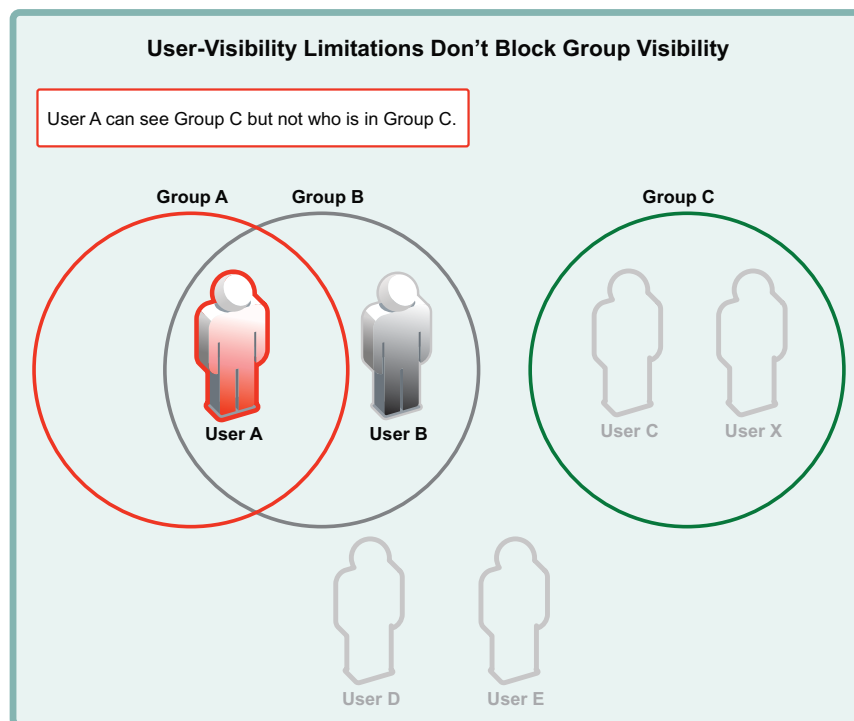 User-Visibility Limitations Don't Block Group Visibility
User A can see Group C but not who is in Group C.
Group A
Group B
Group C
User A
User B
User C
User X
User D
User E